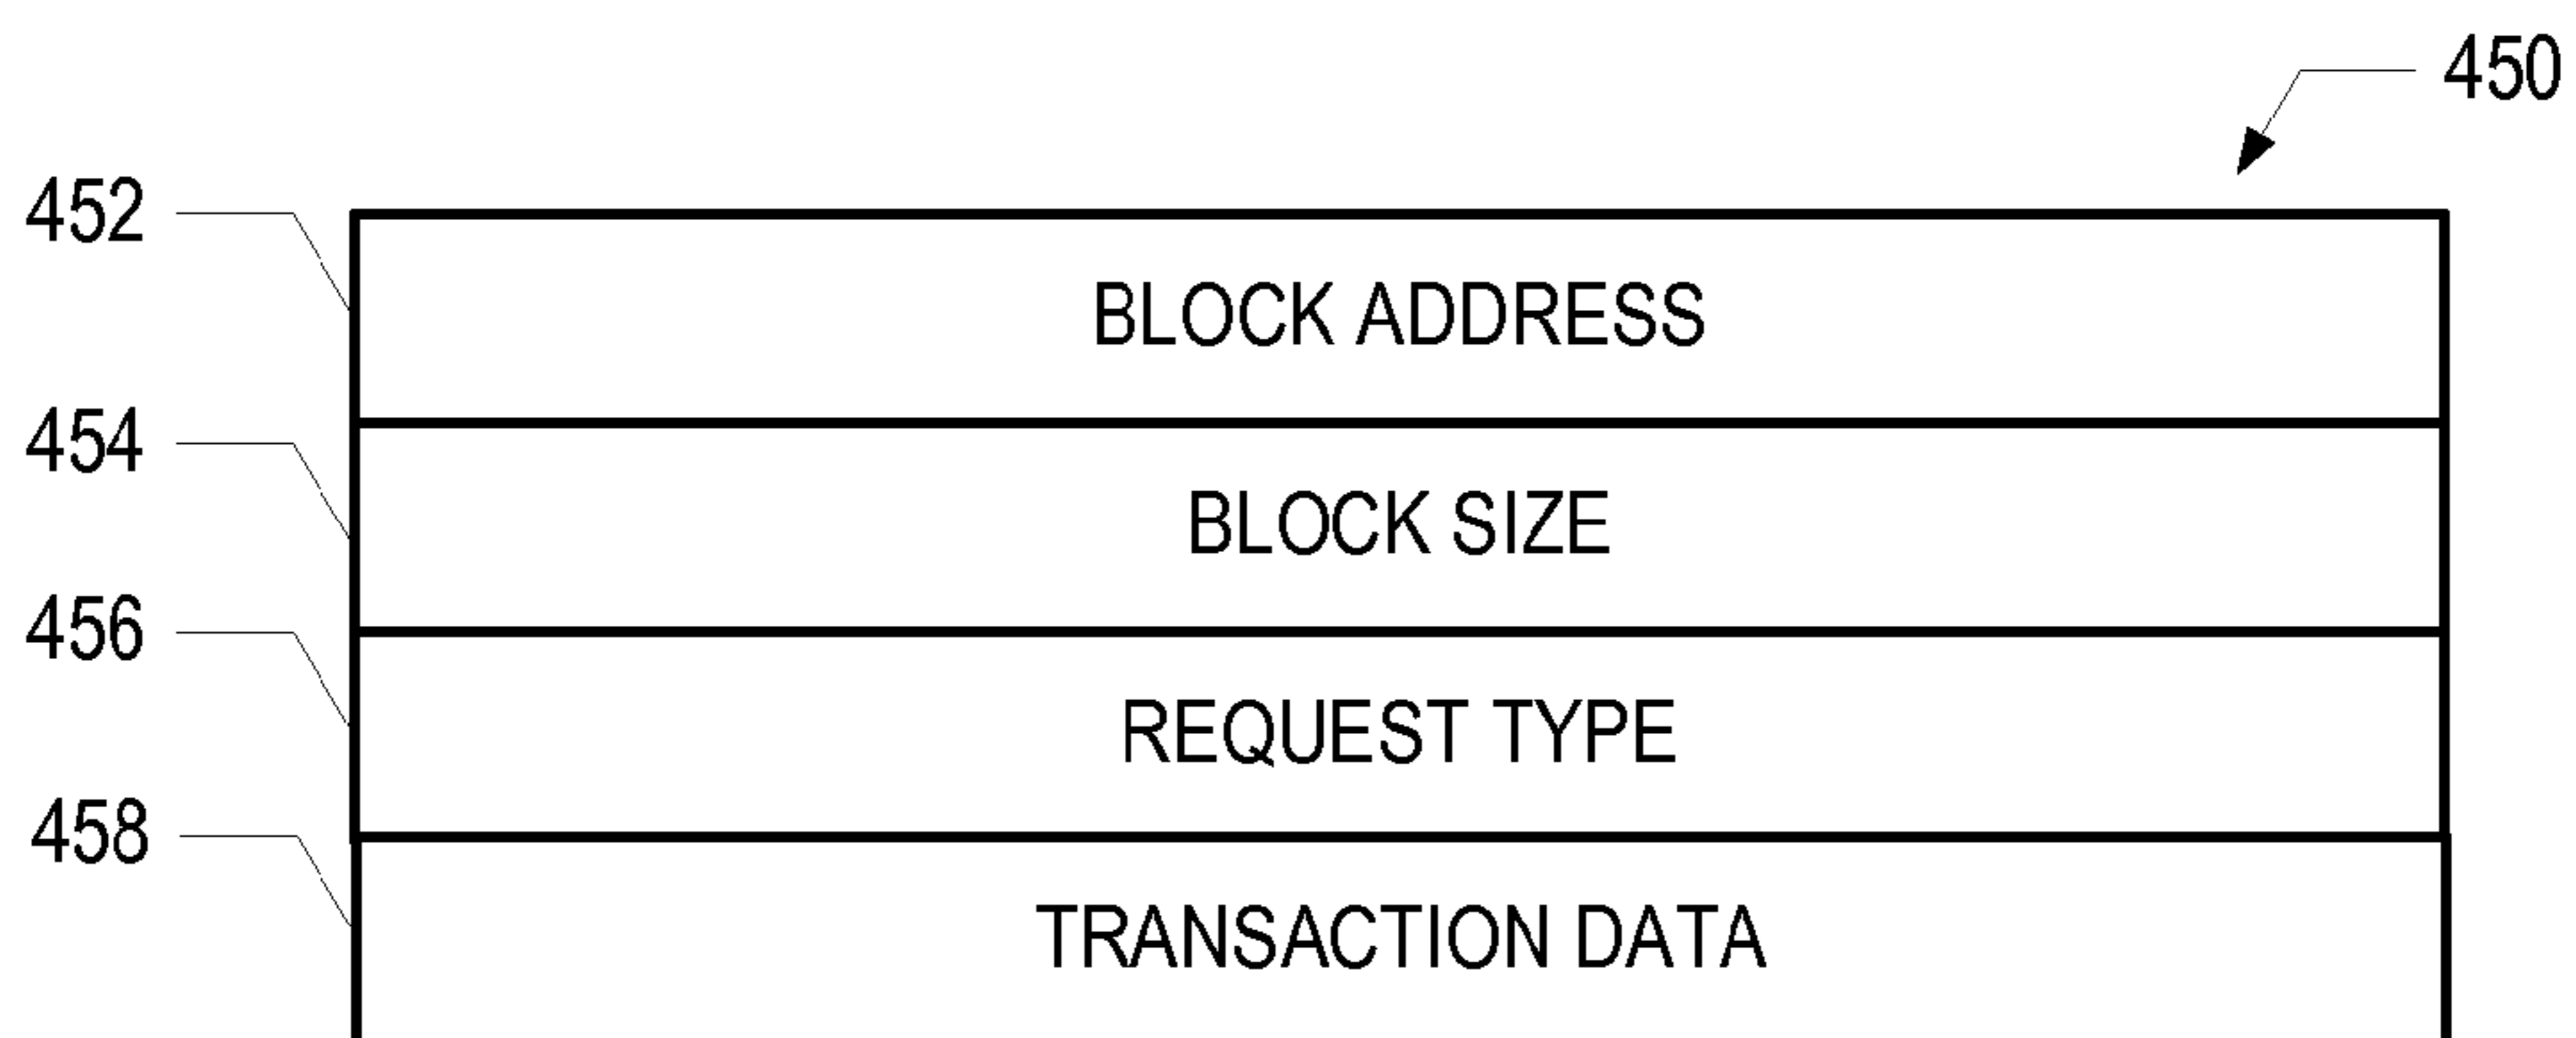 450
452
BLOCK ADDRESS
454
BLOCK SIZE
456
REQUEST TYPE
458
TRANSACTION DATA